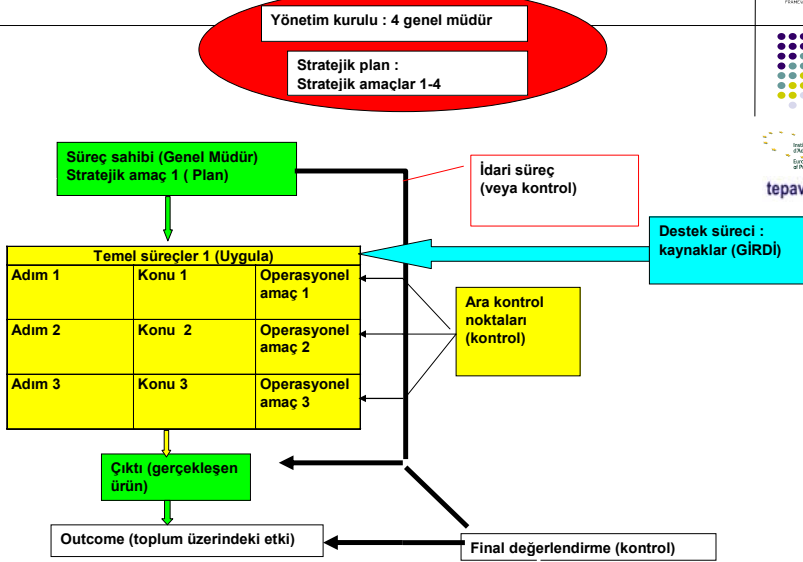 FRAMEW
Yönetim kurulu : 4 genel müdür
Stratejik plan :
Stratejik amaçlar 1-4
Süreç sahibi (Genel Müdür)
Stratejik amaç 1 ( Plan)
İdari süreç
(veya kontrol)
tepav
Destek süreci :
kaynaklar (GİRDİ)
Temel süreçler 1 (Uygula)
Adım 1 Konu 1 Operasyonel
amaç 1
Adım 2 Konu 2 Operasyonel
amaç 2
Adım 3 Konu 3 Operasyonel
amaç 3
Ara kontrol
noktaları
(kontrol)
Çıktı (gerçekleşen
ürün)
Outcome (toplum üzerindeki etki)
Final değerlendirme (kontrol)